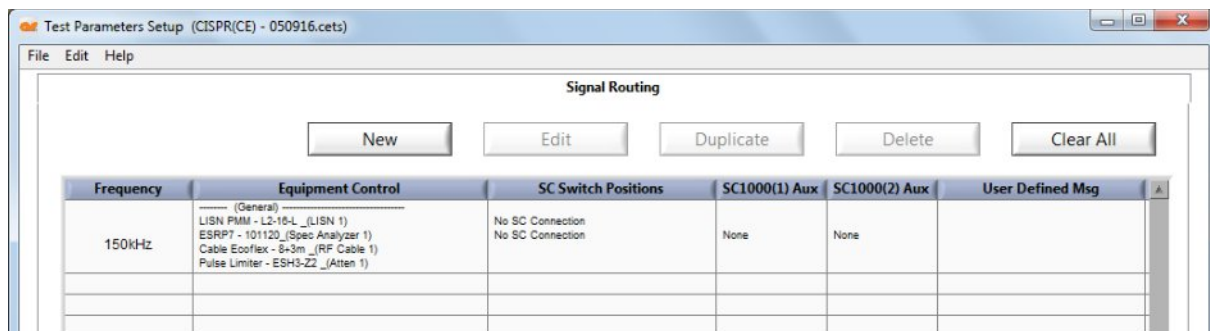 Test Parameters Setup (CISPR(CE) - 050916.cets)
File Edit Help
Signal Routing
New Edit Duplicate Delete Clear All
Frequency Equipment Control SC Switch Positions SC1000(1) Aux SC1000(2) Aux User Defined Msg
-------- (General) ----------------------------------
LISN PMM - L2-16-L _(LISN 1) No SC Connection
150kHz ESRP7 - 101120_(Spec Analyzer 1) No SC Connection None None
Cable Ecoflex - 8+3m _(RF Cable 1)
Pulse Limiter - ESH3-Z2 _(Atten 1)